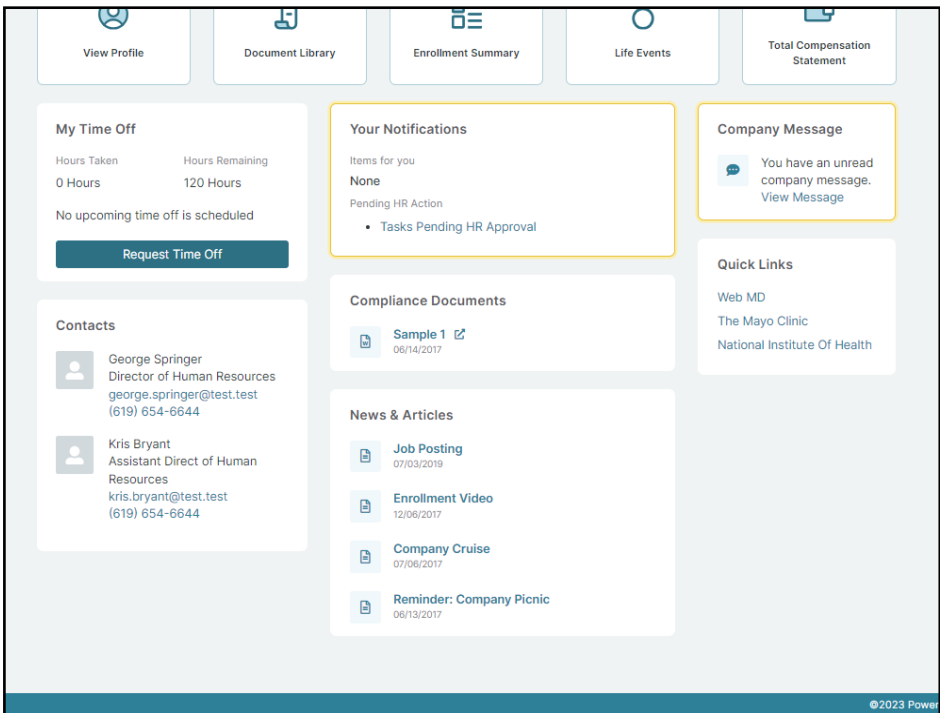 View Profile
Document Library
Enrollment Summary
Life Events
Total Compensation
Statement
My Time Off
Hours Taken
Hours Remaining
0 Hours
120 Hours
No upcoming time off is scheduled
Request Time Off
Contacts
George Springer
Director of Human Resources
george.springer@test.test
(619) 654-6644
Kris Bryant
Assistant Direct of Human
Resources
kris.bryant@test.test
(619) 654-6644
Your Notifications
Items for you
None
Pending HR Action
• Tasks Pending HR Approval
Compliance Documents
Sample 1
06/14/2017
News & Articles
Job Posting
07/03/2019
Enrollment Video
12/06/2017
Company Cruise
07/06/2017
Reminder: Company Picnic
06/13/2017
Company Message
You have an unread
company message.
View Message
Quick Links
Web MD
The Mayo Clinic
National Institute Of Health
©2023 Power